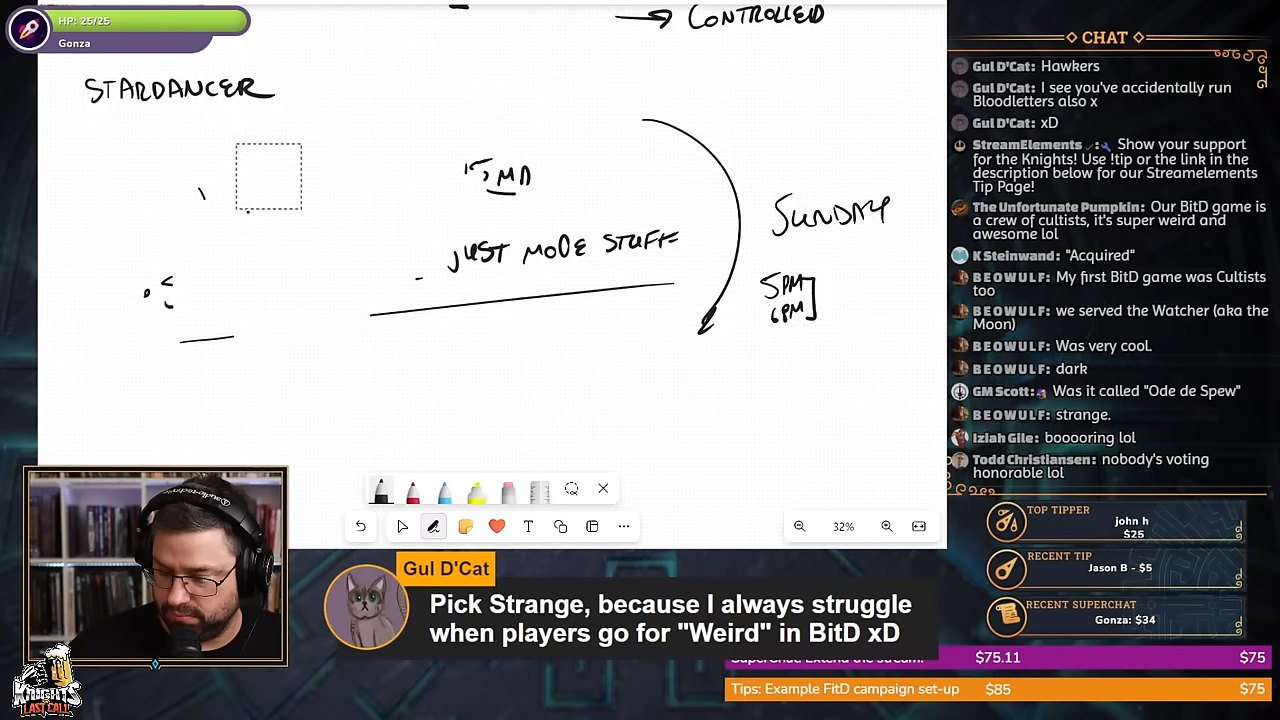 HP: 25/25
Gonza
→ CONTROLLED
STARDANCER
JUST MODE STUFF
SUNDAY
5PM
6PM
CHAT
Gul D'Cat: Hawkers
Gul D'Cat: I see you've accidentally run
Bloodletters also x
Gul D'Cat: xD
StreamElements: Show your support
for the Knights! Use !tip or the link in the
description below for our Streamelements
Tip Page!
The Unfortunate Pumpkin: Our BitD game is
a crew of cultists, it's super weird and
awesome lol
K Steinwand: "Acquired"
BEOWULF: My first BitD game was Cultists
too
BEOWULF: we served the Watcher (aka the
Moon)
BEOWULF: Was very cool.
BEOWULF: dark
GM Scott: Was it called "Ode de Spew"
BEOWULF: strange.
Iziah Gile: booooring lol
Todd Christiansen: nobody's voting
honorable lol
32%
TOP TIPPER
john h
$25
RECENT TIP
Jason B - $5
RECENT SUPERCHAT
Gonza: $34
Gul D'Cat
Pick Strange, because I always struggle
when players go for "Weird" in BitD xD
SuperChat: Extend the stream! $75.11 $75
Tips: Example FitD campaign set-up $85 $75
KNIGHTS
LAST CALL